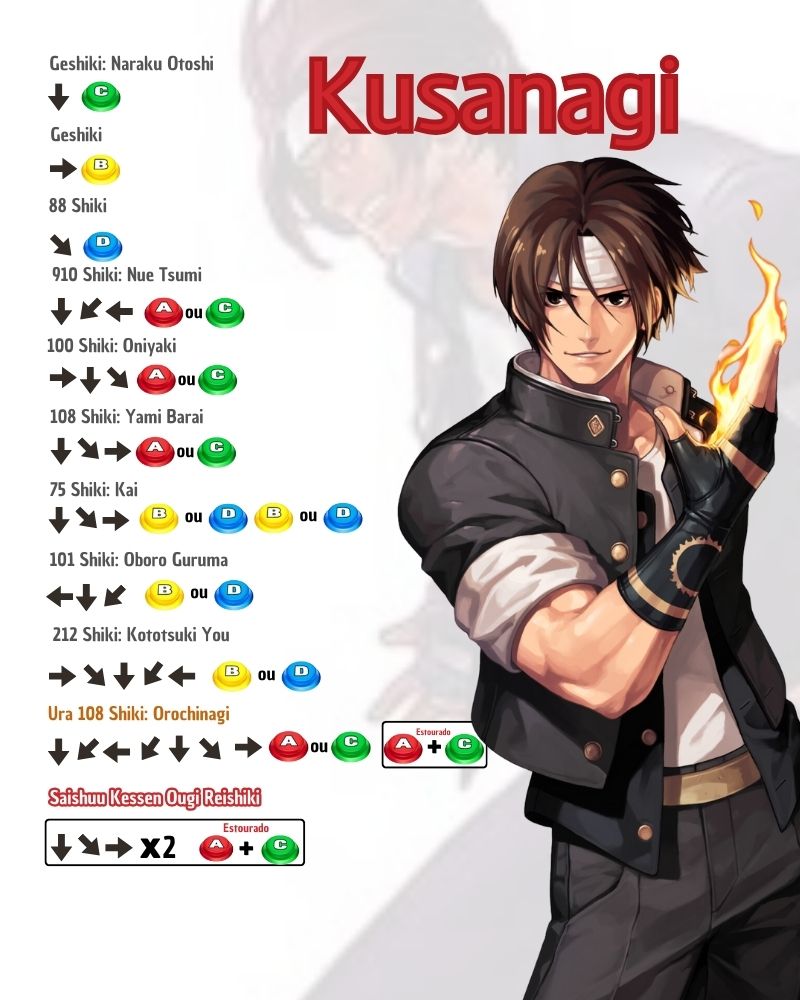 Kusanagi
Geshiki: Naraku Otoshi
↓ C
Geshiki
→ B
88 Shiki
↘ D
910 Shiki: Nue Tsumi
↓ ↙ ← A ou C
100 Shiki: Oniyaki
→ ↓ ↘ A ou C
108 Shiki: Yami Barai
↓ ↘ → A ou C
75 Shiki: Kai
↓ ↘ → B ou D B ou D
101 Shiki: Oboro Guruma
← ↓ ↙ B ou D
212 Shiki: Kototsuki You
→ ↘ ↓ ↙ ← B ou D
Ura 108 Shiki: Orochinagi
↓ ↙ ← ↙ ↓ ↘ → A ou C
Estourado
A + C
Saishuu Kessen Ougi Reishiki
Estourado
↓ ↘ → x2 A + C